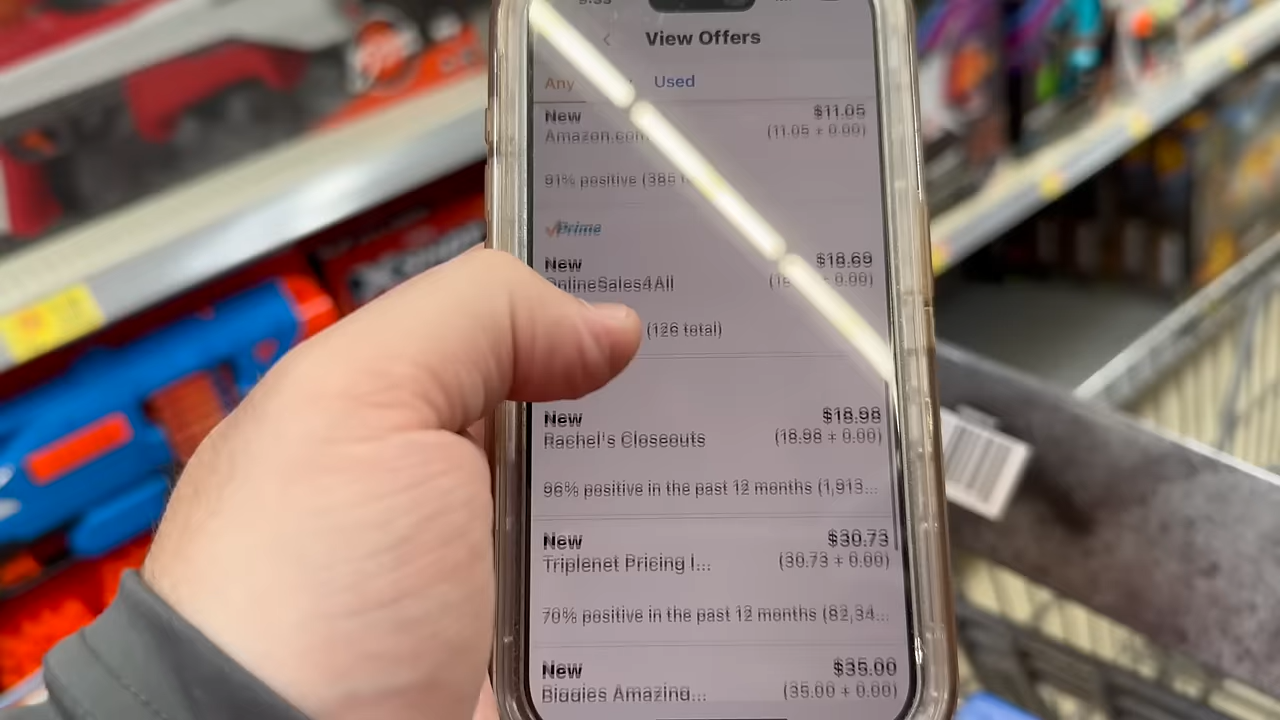 View Offers
Any
Used
New
$11.05
Amazon.com
(11.05 + 0.00)
91% positive (385
Prime
New
$18.69
OnlineSales4All
0.00)
(126 total)
New
$18.98
Rachel's Closeouts
(18.98 + 0.00)
96% positive in the past 12 months (1,913...
New
$30.73
Triplenet Pricing I...
(30.73 + 0.00)
70% positive in the past 12 months (82,34...
New
$35.00
Biggies Amazing...
(35.00 + 0.00)